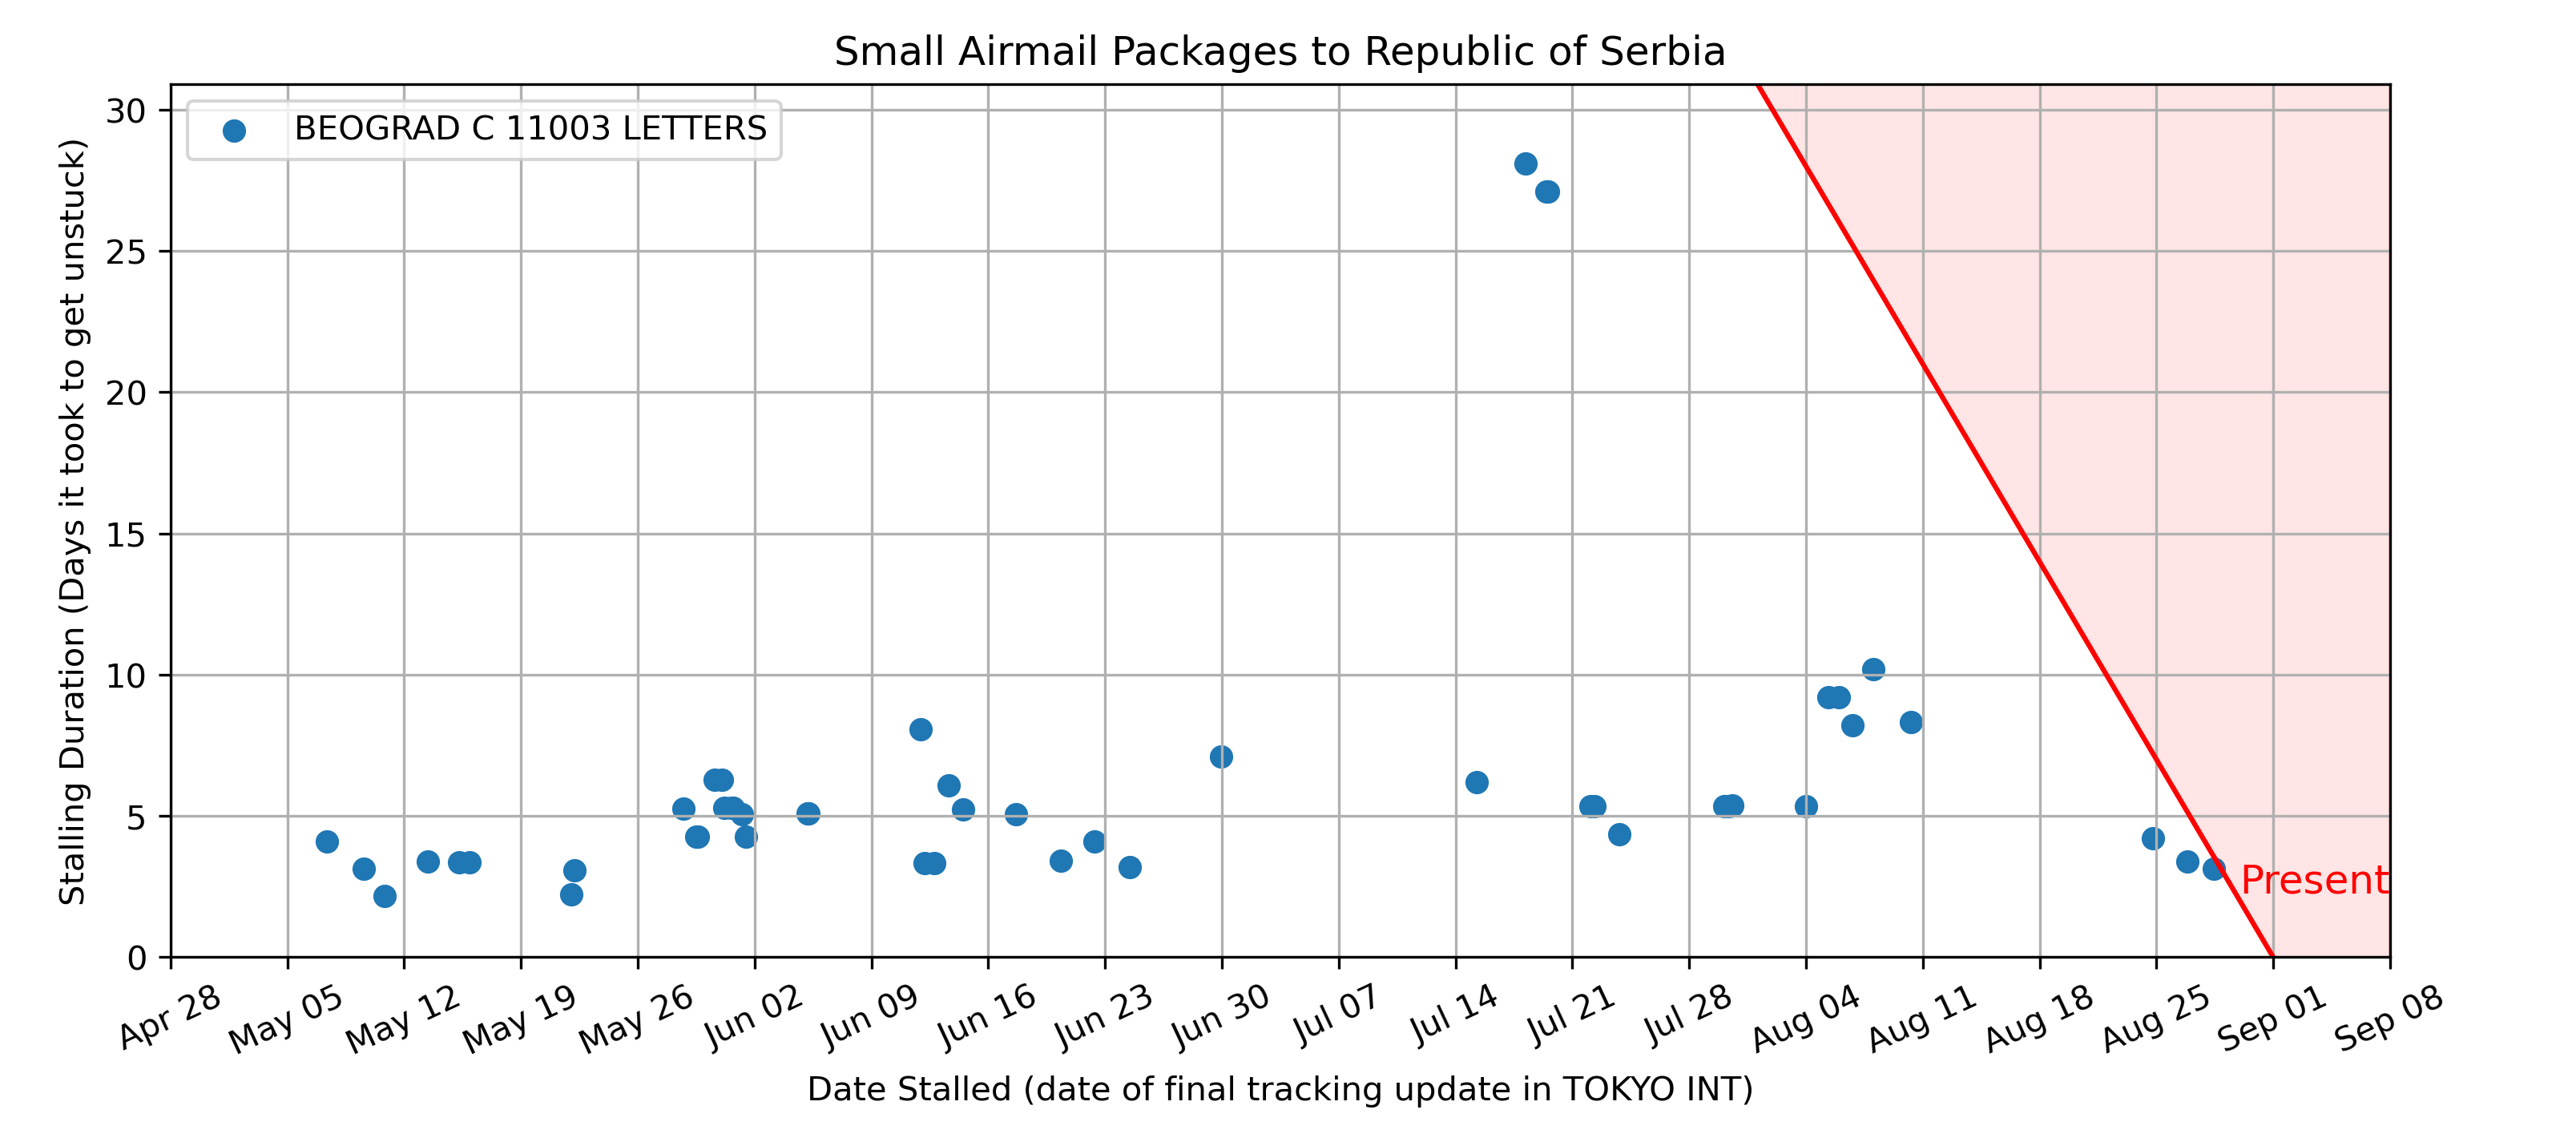 Small Airmail Packages to Republic of Serbia
BEOGRAD C 11003 LETTERS
Stalling Duration (Days it took to get unstuck)
30
25
20
15
10
5
0
Present
Apr 28
May 05
May 12
May 19
May 26
Jun 02
Jun 09
Jun 16
Jun 23
Jun 30
Jul 07
Jul 14
Jul 21
Jul 28
Aug 04
Aug 11
Aug 18
Aug 25
Sep 01
Sep 08
Date Stalled (date of final tracking update in TOKYO INT)